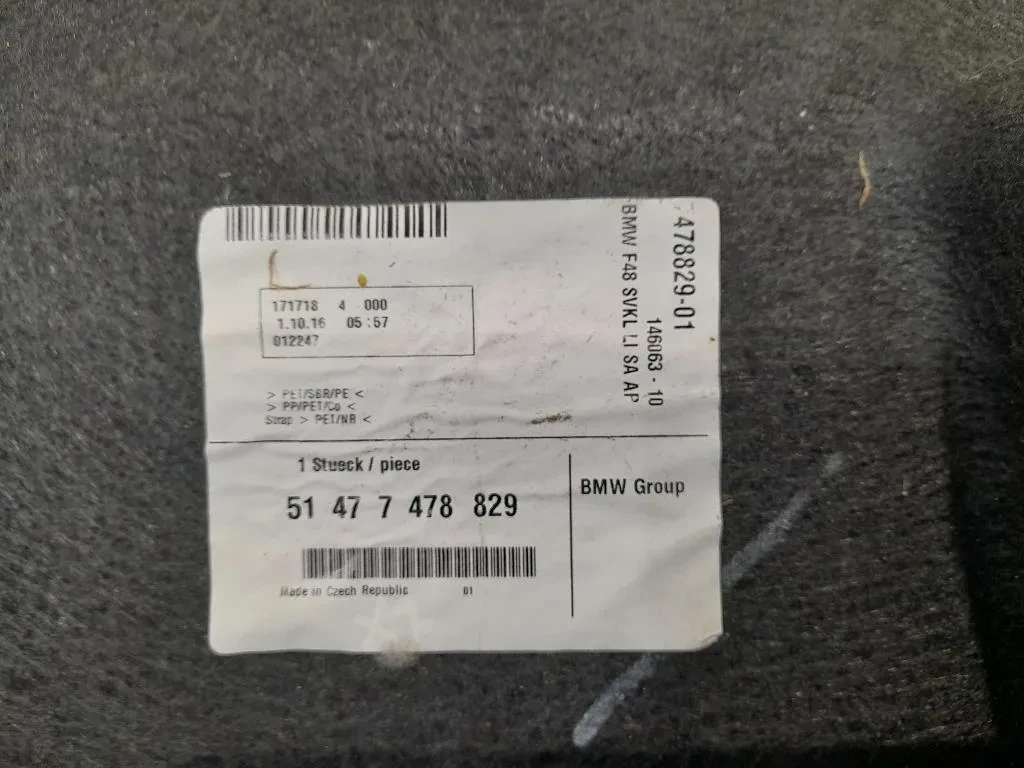 171718 4 000
1.10.16 05:57
012247
> PET/SBR/PE <
> PP/PET/Co <
Strap > PET/NR <
478829-01
146063 - 10
BMW F48 SV/KL LI SA AP
1 Stueck / piece
51 47 7 478 829
BMW Group
Made in Czech Republic 01